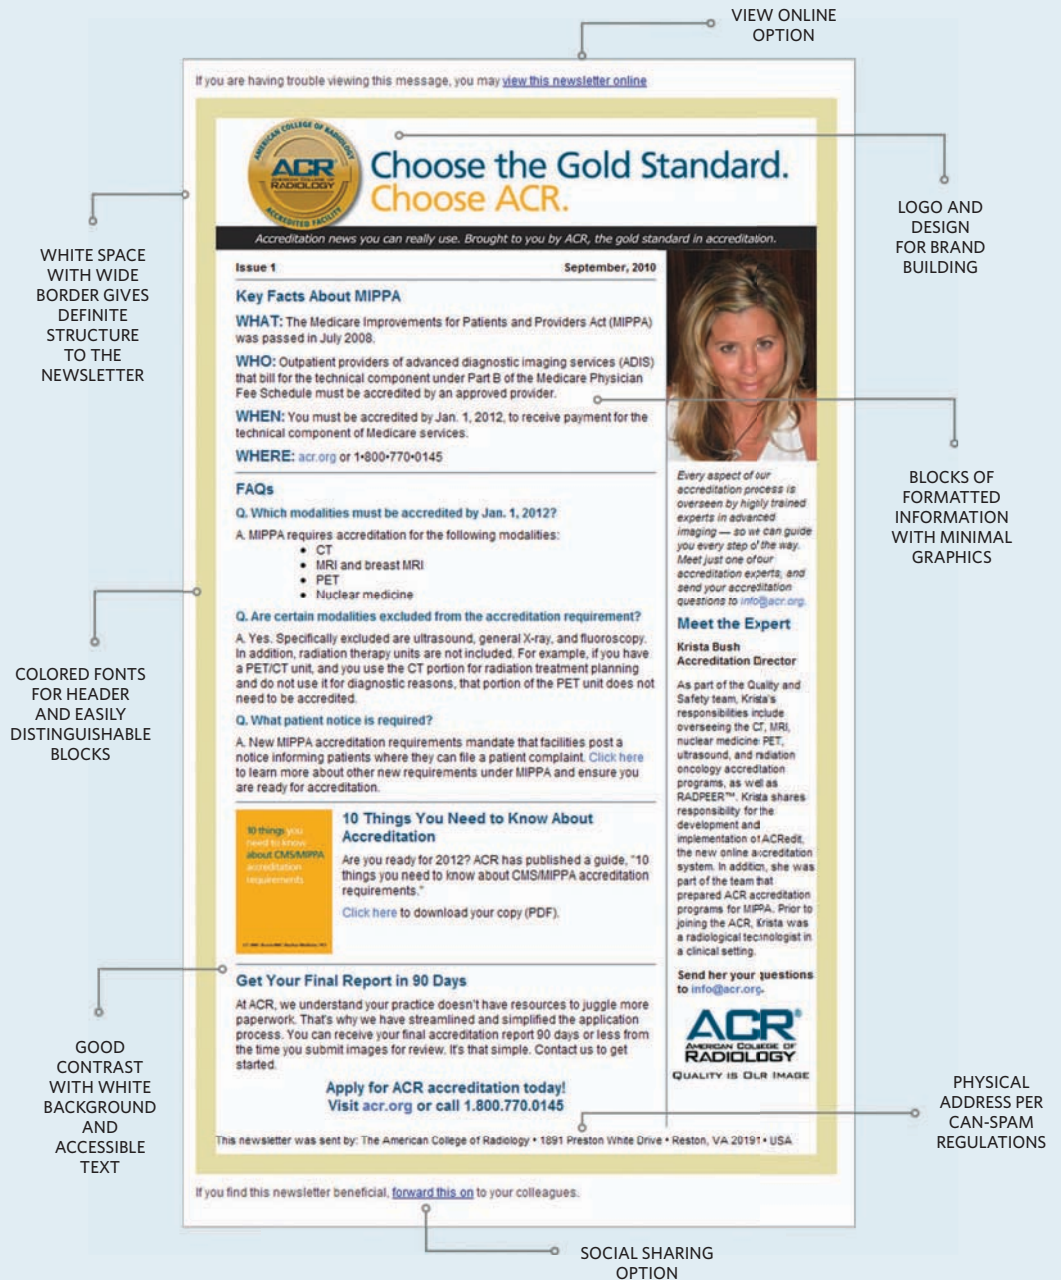 VIEW ONLINE
OPTION
If you are having trouble viewing this message, you may view this newsletter online
AMERICAN COLLEGE OF RADIOLOGY
ACR
AMERICAN COLLEGE OF
RADIOLOGY
ACCREDITED FACILITY
Choose the Gold Standard.
Choose ACR.
Accreditation news you can really use. Brought to you by ACR, the gold standard in accreditation.
LOGO AND
DESIGN
FOR BRAND
BUILDING
WHITE SPACE
WITH WIDE
BORDER GIVES
DEFINITE
STRUCTURE
TO THE
NEWSLETTER
Issue 1 September, 2010
Key Facts About MIPPA
WHAT: The Medicare Improvements for Patients and Providers Act (MIPPA)
was passed in July 2008.
WHO: Outpatient providers of advanced diagnostic imaging services (ADIS)
that bill for the technical component under Part B of the Medicare Physician
Fee Schedule must be accredited by an approved provider.
WHEN: You must be accredited by Jan. 1, 2012, to receive payment for the
technical component of Medicare services.
WHERE: acr.org or 1•800•770•0145
FAQs
Q. Which modalities must be accredited by Jan. 1, 2012?
A. MIPPA requires accreditation for the following modalities:
• CT
• MRI and breast MRI
• PET
• Nuclear medicine
Q. Are certain modalities excluded from the accreditation requirement?
A. Yes. Specifically excluded are ultrasound, general X-ray, and fluoroscopy.
In addition, radiation therapy units are not included. For example, if you have
a PET/CT unit, and you use the CT portion for radiation treatment planning
and do not use it for diagnostic reasons, that portion of the PET unit does not
need to be accredited.
Q. What patient notice is required?
A. New MIPPA accreditation requirements mandate that facilities post a
notice informing patients where they can file a patient complaint. Click here
to learn more about other new requirements under MIPPA and ensure you
are ready for accreditation.
10 things you
need to know
about CMS/MIPPA
accreditation
requirements
10 Things You Need to Know About
Accreditation
Are you ready for 2012? ACR has published a guide, "10
things you need to know about CMS/MIPPA accreditation
requirements."
Click here to download your copy (PDF).
Get Your Final Report in 90 Days
At ACR, we understand your practice doesn't have resources to juggle more
paperwork. That's why we have streamlined and simplified the application
process. You can receive your final accreditation report 90 days or less from
the time you submit images for review. It's that simple. Contact us to get
started.
Apply for ACR accreditation today!
Visit acr.org or call 1.800.770.0145
Every aspect of our
accreditation process is
overseen by highly trained
experts in advanced
imaging — so we can guide
you every step of the way.
Meet just one of our
accreditation experts, and
send your accreditation
questions to info@acr.org.
Meet the Expert
Krista Bush
Accreditation Director
As part of the Quality and
Safety team, Krista's
responsibilities include
overseeing the CT, MRI,
nuclear medicine PET,
ultrasound, and radiation
oncology accreditation
programs, as well as
RADPEER™. Krista shares
responsibility for the
development and
implementation of ACRedit,
the new online accreditation
system. In addition, she was
part of the team that
prepared ACR accreditation
programs for MIPPA. Prior to
joining the ACR, Krista was
a radiological technologist in
a clinical setting.
Send her your questions
to info@acr.org.
ACR®
AMERICAN COLLEGE OF
RADIOLOGY
QUALITY IS OUR IMAGE
BLOCKS OF
FORMATTED
INFORMATION
WITH MINIMAL
GRAPHICS
COLORED FONTS
FOR HEADER
AND EASILY
DISTINGUISHABLE
BLOCKS
GOOD
CONTRAST
WITH WHITE
BACKGROUND
AND
ACCESSIBLE
TEXT
PHYSICAL
ADDRESS PER
CAN-SPAM
REGULATIONS
This newsletter was sent by: The American College of Radiology • 1891 Preston White Drive • Reston, VA 20191 • USA
If you find this newsletter beneficial, forward this on to your colleagues.
SOCIAL SHARING
OPTION